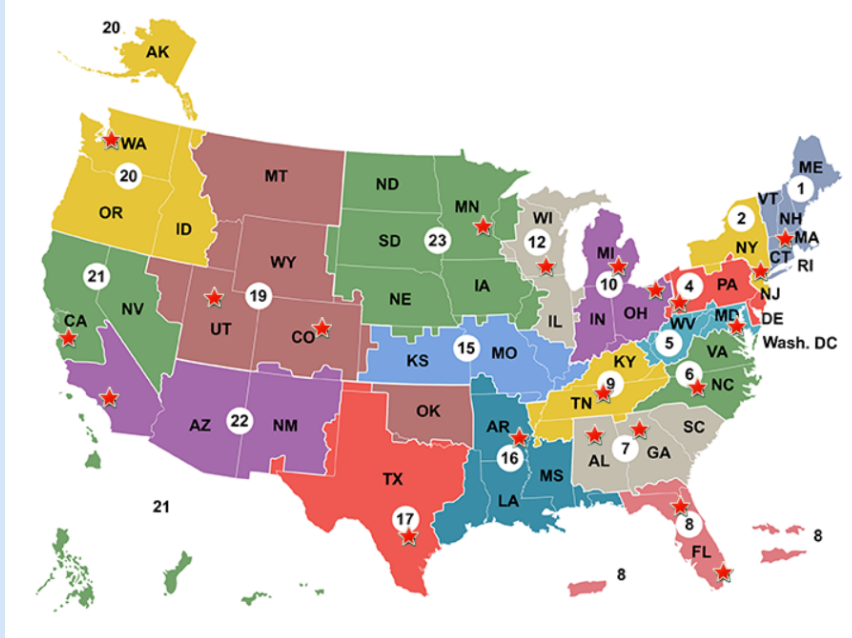 20
AK
WA
20
OR
ID
MT
WY
19
UT
CO
ND
SD
23
MN
NE
IA
WI
12
IL
MI
10
IN
OH
ME
1
VT
NH
MA
CT
RI
2
NY
4
PA
NJ
DE
MD
Wash. DC
WV
5
VA
6
NC
21
NV
CA
KS
15
MO
KY
9
TN
AZ
22
NM
OK
AR
16
LA
MS
AL
7
GA
SC
TX
17
8
FL
8
8
21